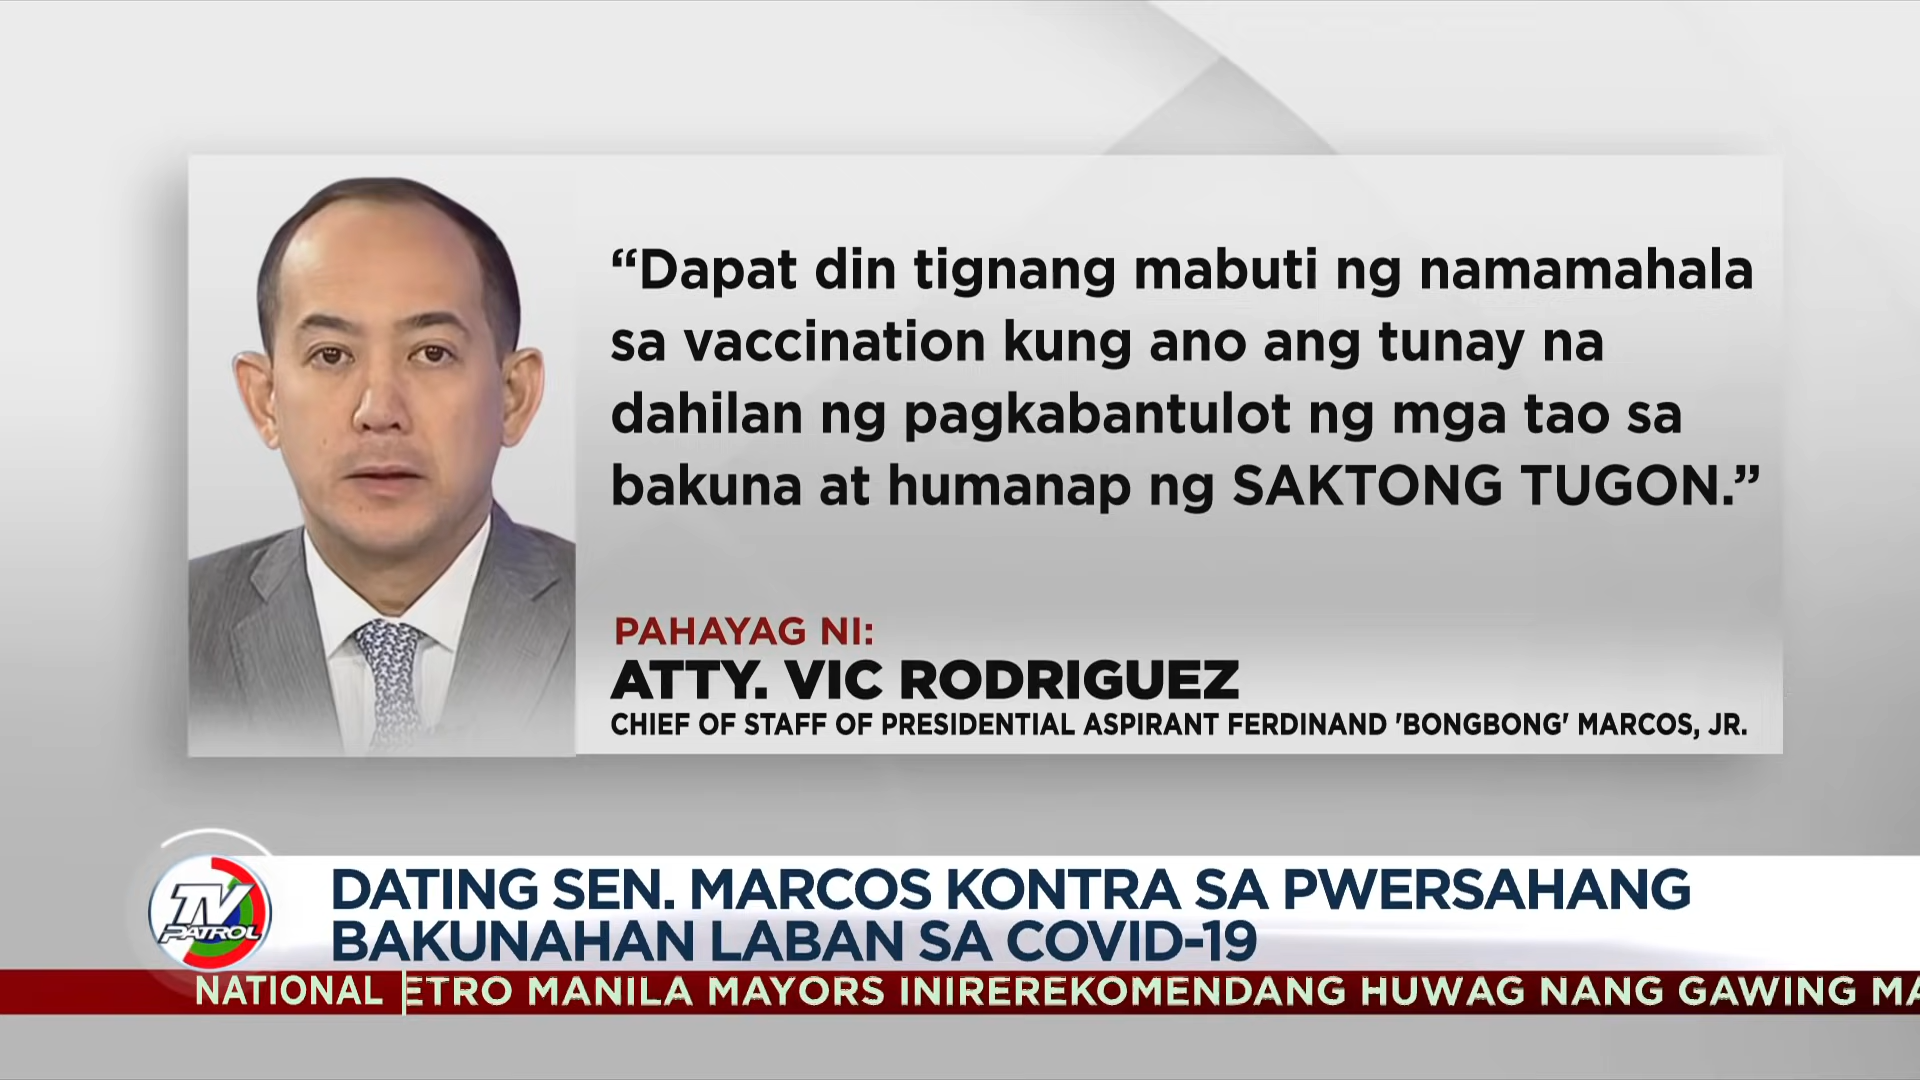 “Dapat din tignang mabuti ng namamahala
sa vaccination kung ano ang tunay na
dahilan ng pagkabantulot ng mga tao sa
bakuna at humanap ng SAKTONG TUGON.”
PAHAYAG NI:
ATTY. VIC RODRIGUEZ
CHIEF OF STAFF OF PRESIDENTIAL ASPIRANT FERDINAND 'BONGBONG' MARCOS, JR.
TV
PATROL
DATING SEN. MARCOS KONTRA SA PWERSAHANG
BAKUNAHAN LABAN SA COVID-19
NATIONAL ETRO MANILA MAYORS INIREREKOMENDANG HUWAG NANG GAWING MA